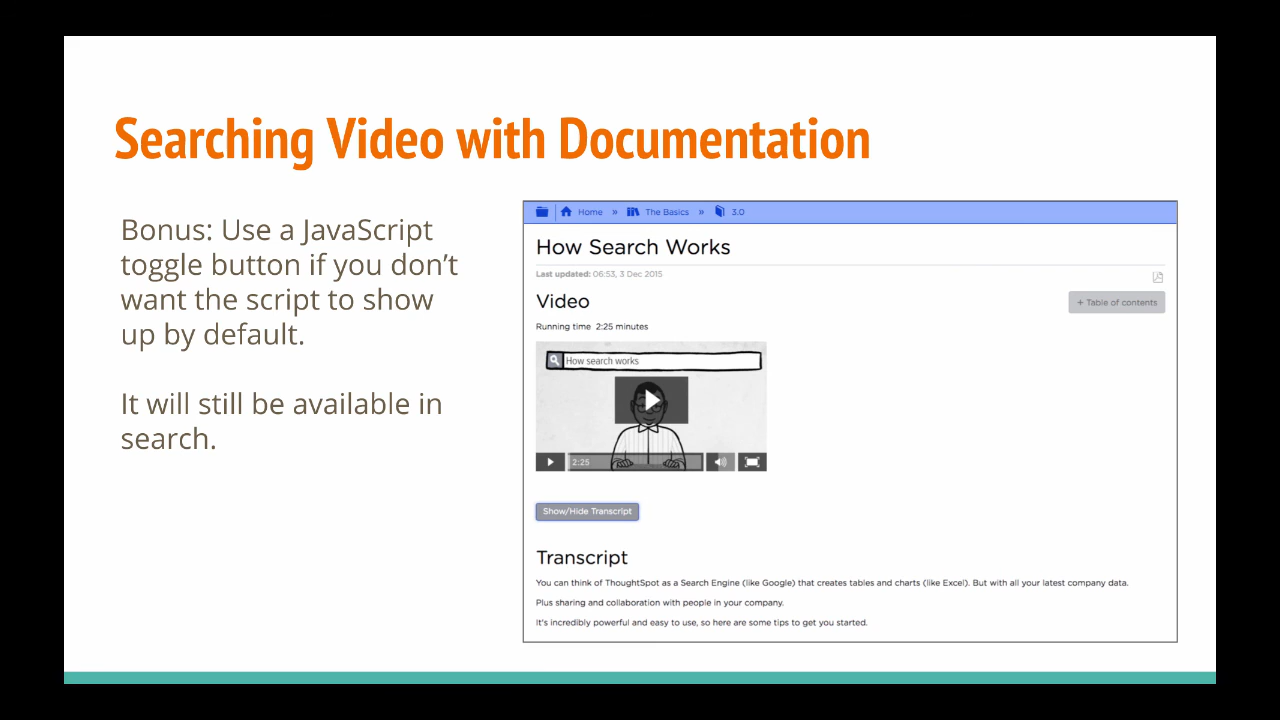 Searching Video with Documentation
Bonus: Use a JavaScript
toggle button if you don’t
want the script to show
up by default.
It will still be available in
search.
Home » The Basics » 3.0
How Search Works
Last updated: 06:53, 3 Dec 2015
Video
+ Table of contents
Running time 2:25 minutes
How search works
2:25
Show/Hide Transcript
Transcript
You can think of ThoughtSpot as a Search Engine (like Google) that creates tables and charts (like Excel). But with all your latest company data.
Plus sharing and collaboration with people in your company.
It's incredibly powerful and easy to use, so here are some tips to get you started.